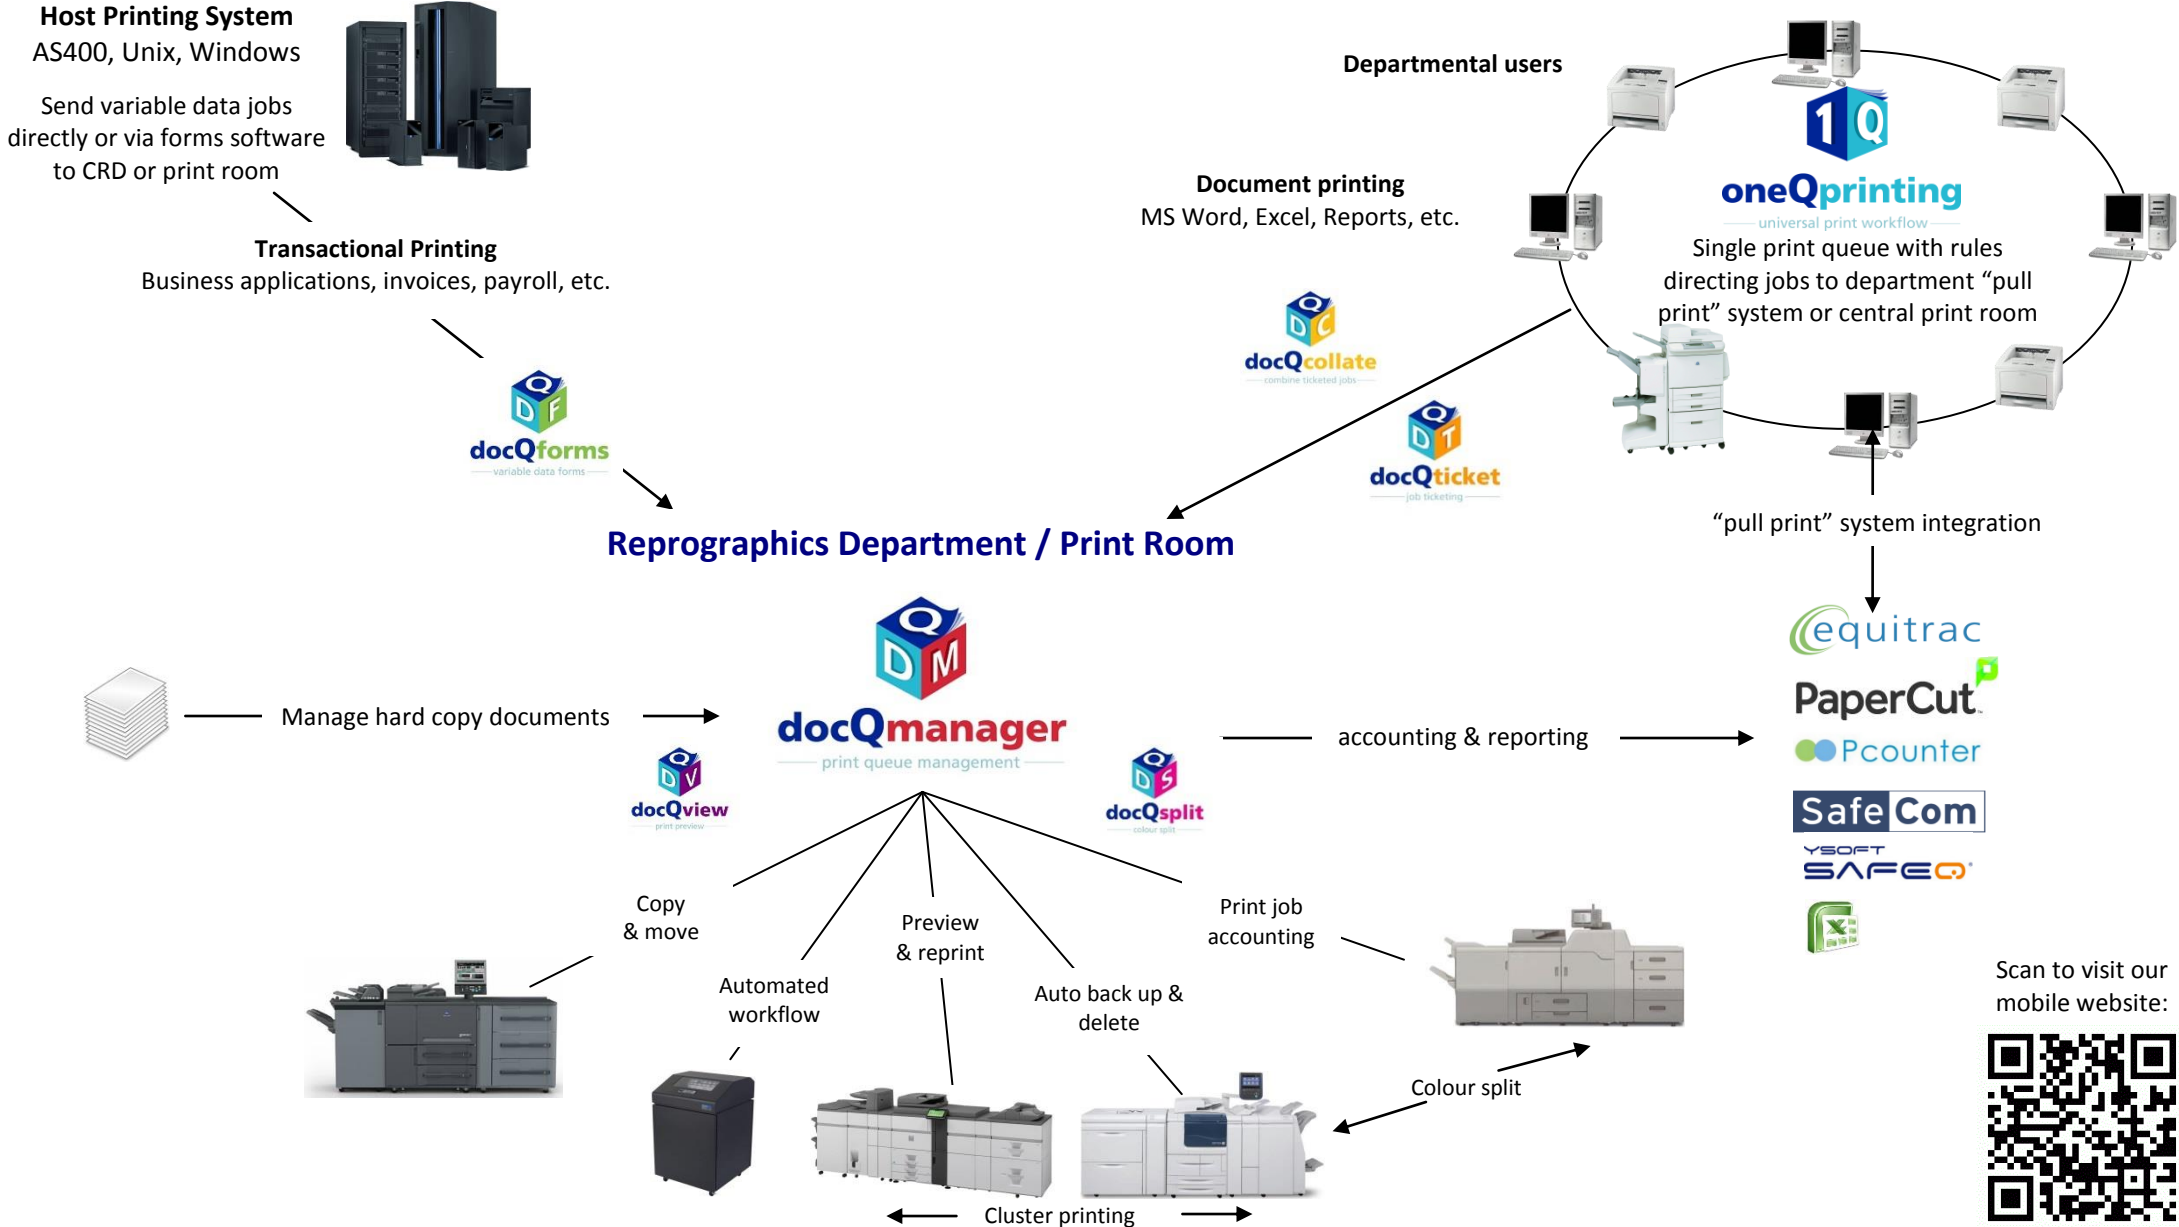 Host Printing System
AS400, Unix, Windows
Send variable data jobs
directly or via forms software
to CRD or print room
Transactional Printing
Business applications, invoices, payroll, etc.
Q
D F
docQforms
variable data forms
Departmental users
Document printing
MS Word, Excel, Reports, etc.
1Q
oneQprinting
universal print workflow
Single print queue with rules
directing jobs to department “pull
print” system or central print room
Q
D C
docQcollate
combine ticketed jobs
Q
D T
docQticket
job ticketing
“pull print” system integration
Reprographics Department / Print Room
Q
D M
docQmanager
print queue management
Manage hard copy documents
Q
D V
docQview
print preview
Q
D S
docQsplit
colour split
accounting & reporting
equitrac
PaperCut
Pcounter
SafeCom
YSOFT
SAFEQ
X
Copy
& move
Automated
workflow
Preview
& reprint
Auto back up &
delete
Print job
accounting
Colour split
Cluster printing
Scan to visit our
mobile website: